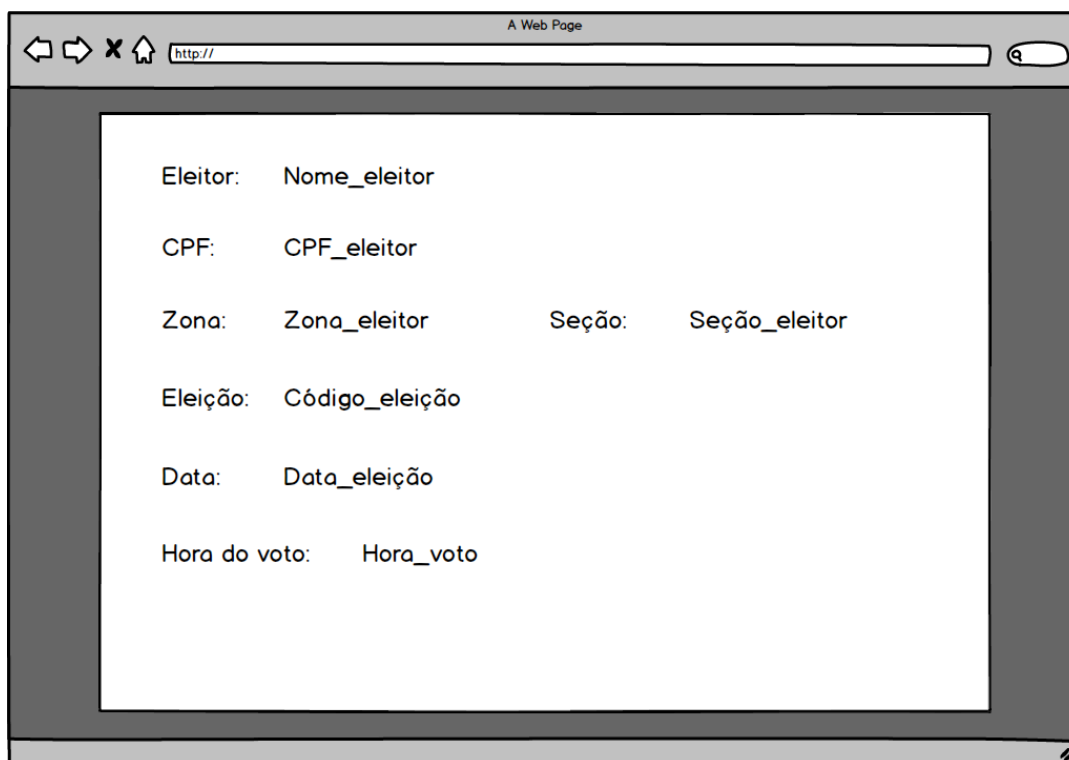 A Web Page
http://
Eleitor: Nome_eleitor
CPF: CPF_eleitor
Zona: Zona_eleitor Seção: Seção_eleitor
Eleição: Código_eleição
Data: Data_eleição
Hora do voto: Hora_voto